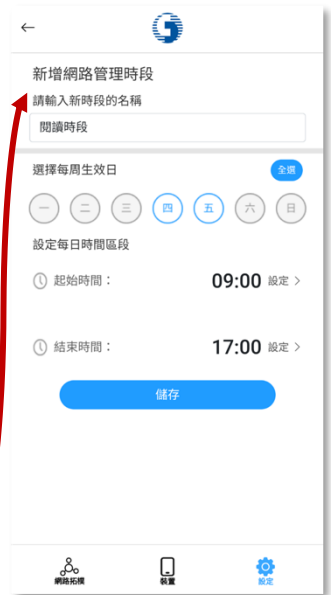 新增網路管理時段
請輸入新時段的名稱
閱讀時段
選擇每周生效日 全選
一 二 三 四 五 六 日
設定每日時間區段
起始時間： 09:00 設定 >
結束時間： 17:00 設定 >
儲存
網路拓樸 裝置 設定